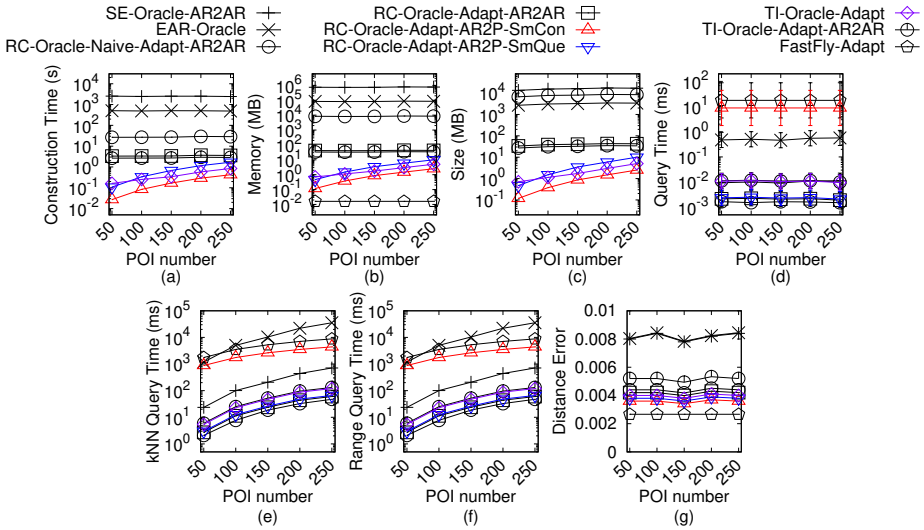 SE-Oracle-AR2AR
EAR-Oracle
RC-Oracle-Naive-Adapt-AR2AR
RC-Oracle-Adapt-AR2AR
RC-Oracle-Adapt-AR2P-SmCon
RC-Oracle-Adapt-AR2P-SmQue
TI-Oracle-Adapt
TI-Oracle-Adapt-A2AR
FastFly-Adapt
Construction Time (s)
10^4
10^3
10^2
10^1
10^0
10^-1
10^-2
50 100 150 200 250
POI number
(a)
Memory (MB)
10^6
10^5
10^4
10^3
10^2
10^1
10^0
10^-1
10^-2
50 100 150 200 250
POI number
(b)
Size (MB)
10^4
10^3
10^2
10^1
10^0
10^-1
50 100 150 200 250
POI number
(c)
Query Time (ms)
10^2
10^1
10^0
10^-1
10^-2
10^-3
50 100 150 200 250
POI number
(d)
kNN Query Time (ms)
10^5
10^4
10^3
10^2
10^1
10^0
50 100 150 200 250
POI number
(e)
Range Query Time (ms)
10^5
10^4
10^3
10^2
10^1
10^0
50 100 150 200 250
POI number
(f)
Distance Error
0.01
0.008
0.006
0.004
0.002
0
50 100 150 200 250
POI number
(g)